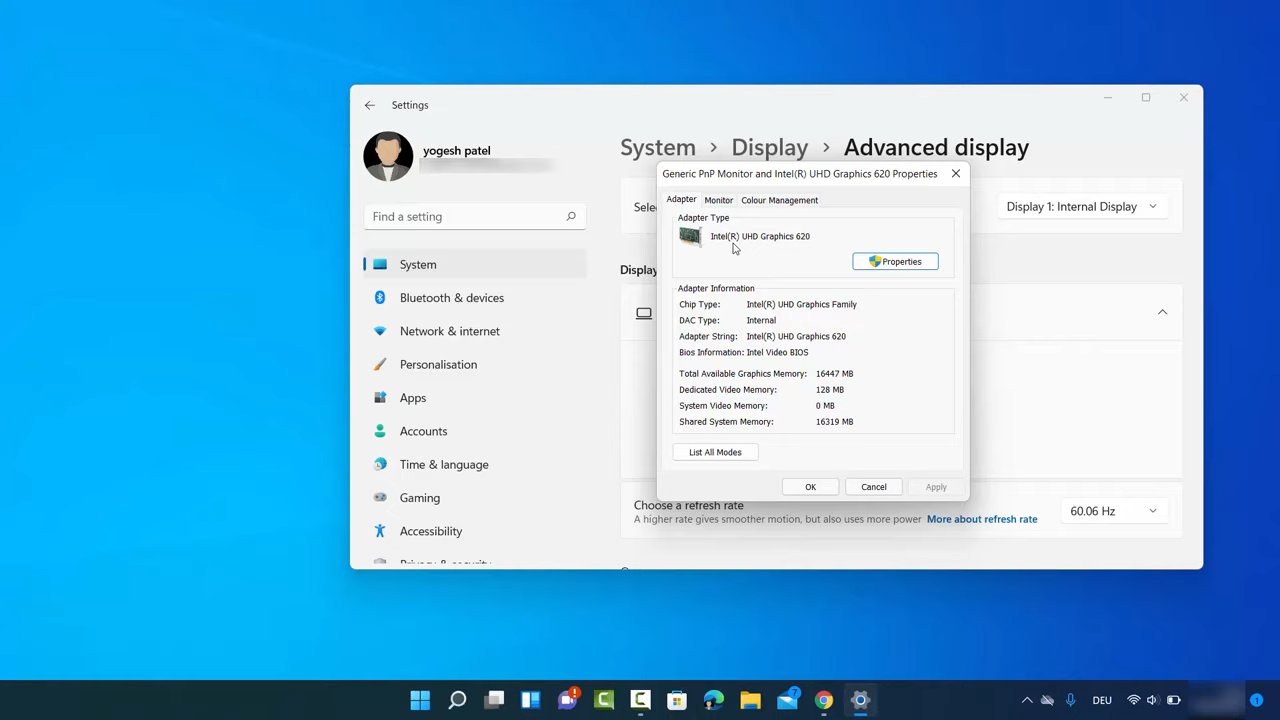 Settings
yogesh patel
Find a setting
System
Bluetooth & devices
Network & internet
Personalisation
Apps
Accounts
Time & language
Gaming
Accessibility
System > Display > Advanced display
Display 1: Internal Display
Generic PnP Monitor and Intel(R) UHD Graphics 620 Properties
Adapter Monitor Colour Management
Adapter Type
Intel(R) UHD Graphics 620
Properties
Adapter Information
Chip Type: Intel(R) UHD Graphics Family
DAC Type: Internal
Adapter String: Intel(R) UHD Graphics 620
Bios Information: Intel Video BIOS
Total Available Graphics Memory: 16447 MB
Dedicated Video Memory: 128 MB
System Video Memory: 0 MB
Shared System Memory: 16319 MB
List All Modes
OK Cancel Apply
Choose a refresh rate
A higher rate gives smoother motion, but also uses more power More about refresh rate
60.06 Hz
DEU